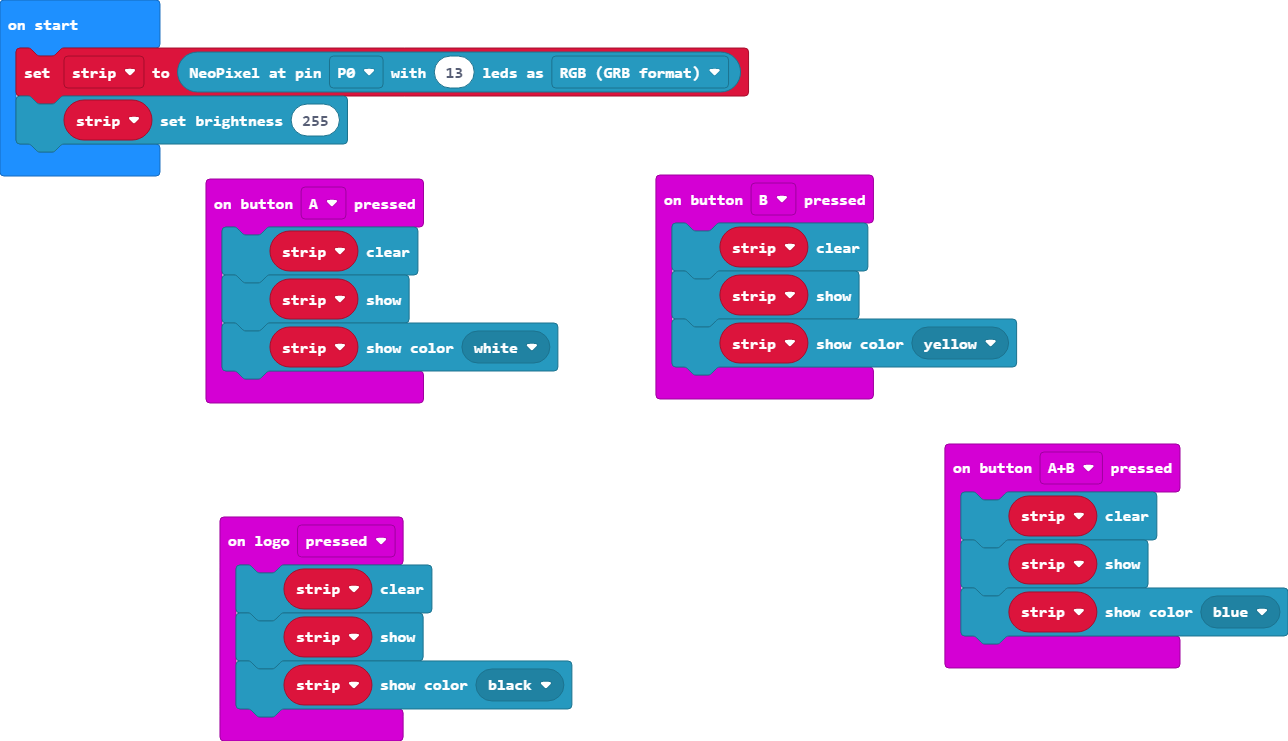 on start
set strip to NeoPixel at pin P0 with 13 leds as RGB (GRB format)
strip set brightness 255
on button A pressed
strip clear
strip show
strip show color white
on button B pressed
strip clear
strip show
strip show color yellow
on button A+B pressed
strip clear
strip show
strip show color blue
on logo pressed
strip clear
strip show
strip show color black